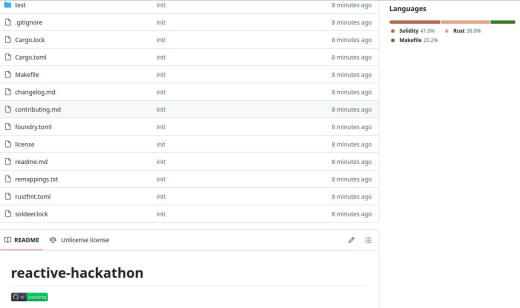 test init 8 minutes ago
.gitignore init 8 minutes ago
Cargo.lock init 8 minutes ago
Cargo.toml init 8 minutes ago
Makefile init 8 minutes ago
changelog.md init 8 minutes ago
contributing.md init 8 minutes ago
foundry.toml init 8 minutes ago
license init 8 minutes ago
readme.md init 8 minutes ago
remappings.txt init 8 minutes ago
rustfmt.toml init 8 minutes ago
soldeer.lock init 8 minutes ago
README Unlicense license
reactive-hackathon
ci passing
Languages
Solidity 41.0% Rust 38.8%
Makefile 20.2%